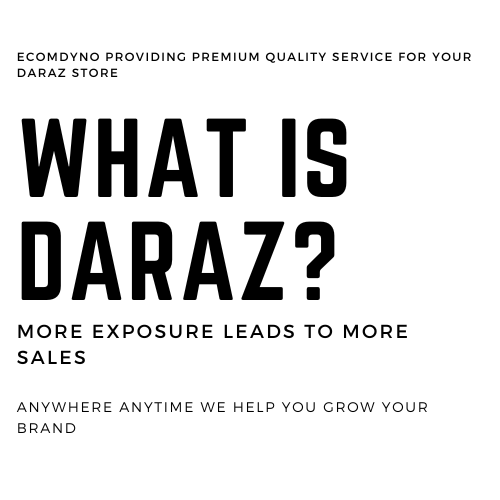 ECOMDYNO PROVIDING PREMIUM QUALITY SERVICE FOR YOUR
DARAZ STORE
WHAT IS
DARAZ?
MORE EXPOSURE LEADS TO MORE
SALES
ANYWHERE ANYTIME WE HELP YOU GROW YOUR
BRAND